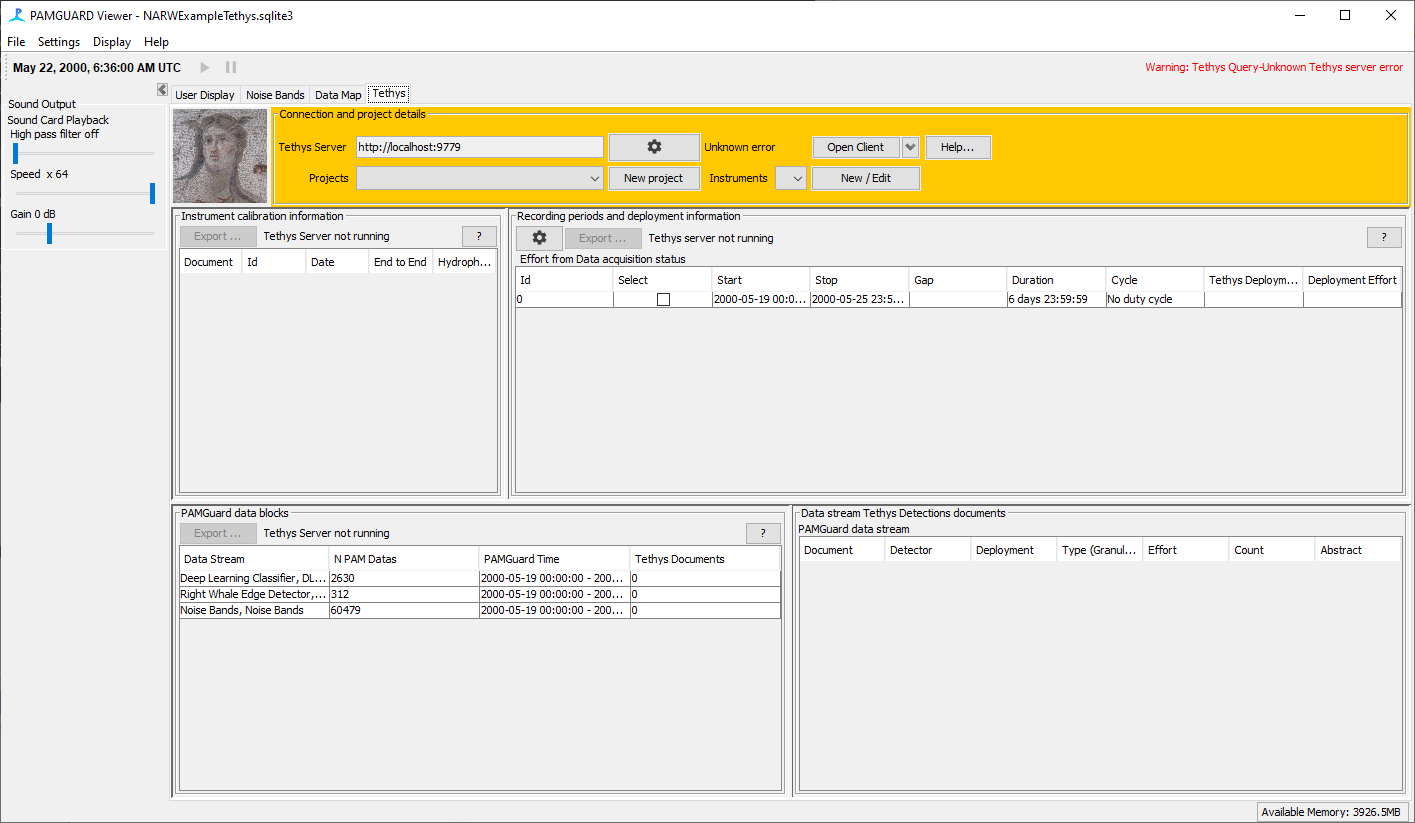 PAMGUARD Viewer - NARWExampleTethys.sqlite3
File Settings Display Help
May 22, 2000, 6:36:00 AM UTC
Warning: Tethys Query-Unknown Tethys server error
Sound Output
Sound Card Playback
High pass filter off
Speed x 64
Gain 0 dB
User Display Noise Bands Data Map Tethys
Connection and project details
Tethys Server http://localhost:9779 Unknown error Open Client Help...
Projects New project Instruments New / Edit
Instrument calibration information
Export ... Tethys Server not running ?
Document Id Date End to End Hydroph...
Recording periods and deployment information
Export ... Tethys server not running ?
Effort from Data acquisition status
Id Select Start Stop Gap Duration Cycle Tethys Deploym... Deployment Effort
0 2000-05-19 00:0... 2000-05-25 23:5... 6 days 23:59:59 No duty cycle
PAMGuard data blocks
Export ... Tethys Server not running ?
Data Stream N PAM Datas PAMGuard Time Tethys Documents
Deep Learning Classifier, DL... 2630 2000-05-19 00:00:00 - 200... 0
Right Whale Edge Detector,... 312 2000-05-19 00:00:00 - 200... 0
Noise Bands, Noise Bands 60479 2000-05-19 00:00:00 - 200... 0
Data stream Tethys Detections documents
PAMGuard data stream
Document Detector Deployment Type (Granul... Effort Count Abstract
Available Memory: 3926.5MB